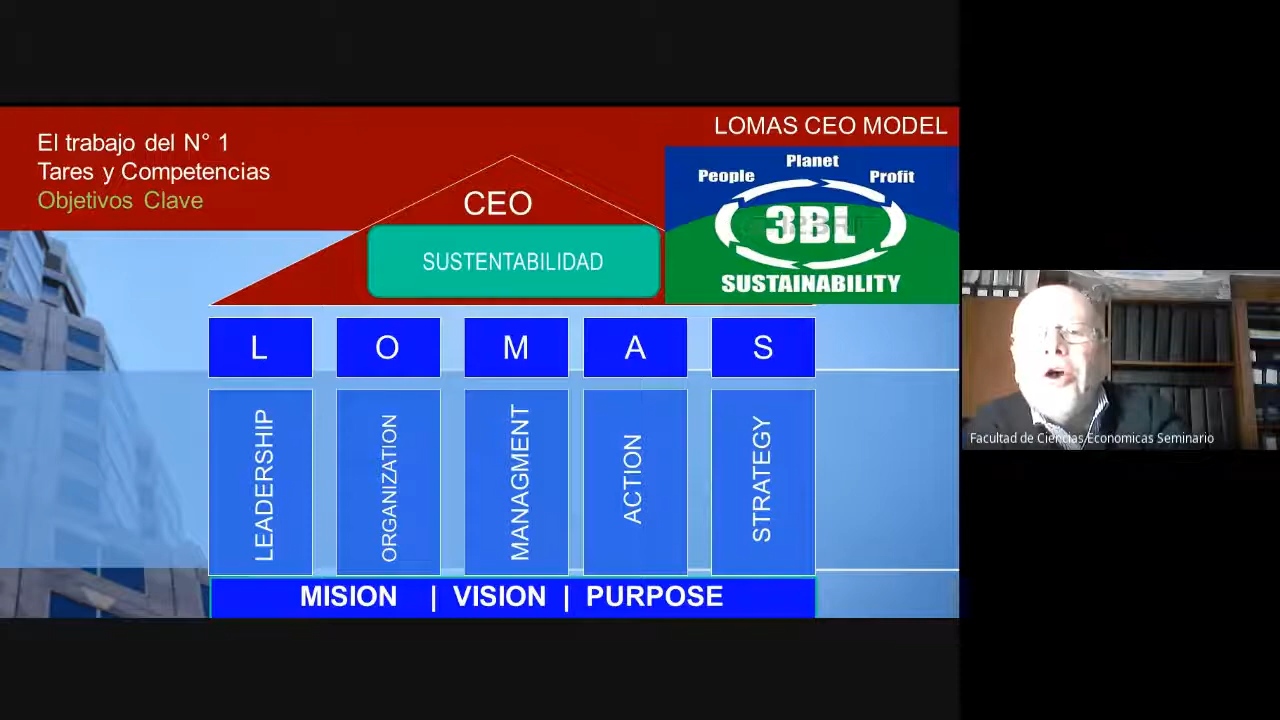 El trabajo del N° 1
Tares y Competencias
Objetivos Clave
LOMAS CEO MODEL
Planet
People
Profit
3BL
SUSTAINABILITY
CEO
SUSTENTABILIDAD
L
O
M
A
S
LEADERSHIP
ORGANIZATION
MANAGMENT
ACTION
STRATEGY
MISION | VISION | PURPOSE
Facultad de Ciencias Economicas Seminario